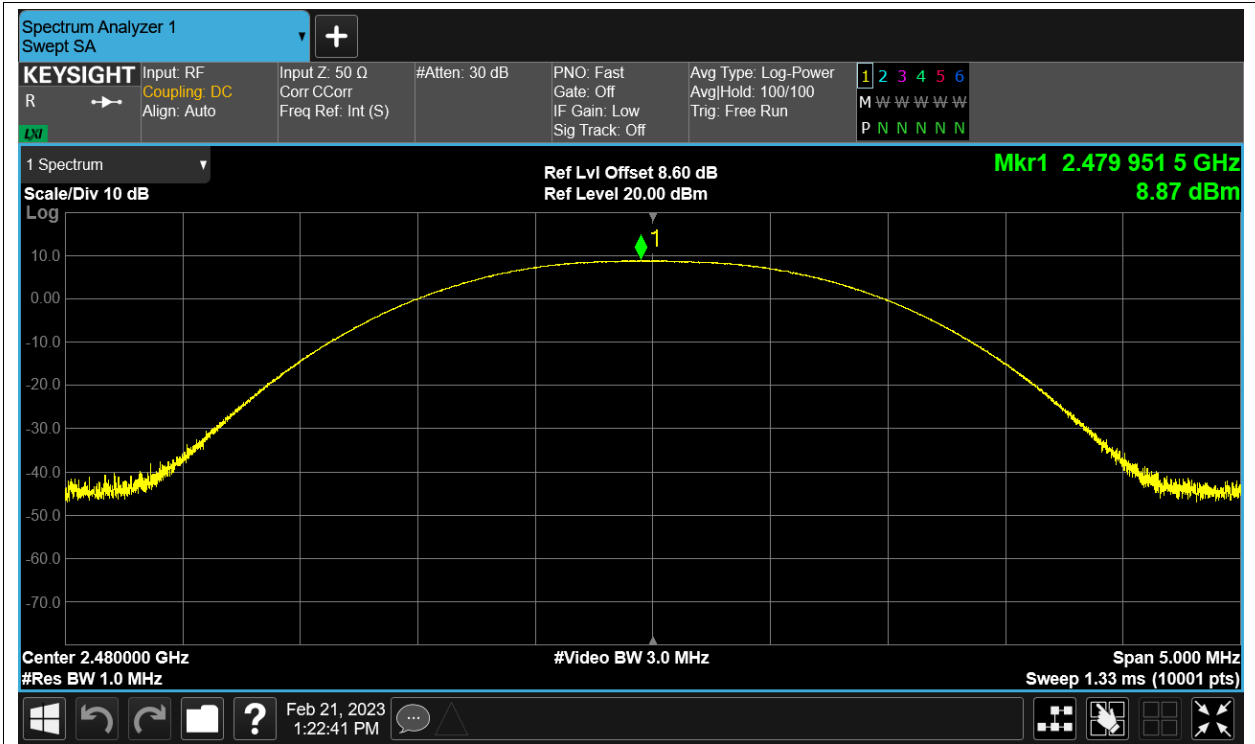 Spectrum Analyzer 1
Swept SA
KEYSIGHT
R
LXI
Input: RF
Coupling: DC
Align: Auto
Input Z: 50 Ω
Corr CCorr
Freq Ref: Int (S)
#Atten: 30 dB
PNO: Fast
Gate: Off
IF Gain: Low
Sig Track: Off
Avg Type: Log-Power
Avg|Hold: 100/100
Trig: Free Run
1 2 3 4 5 6
M W W W W W
P N N N N N
1 Spectrum
Scale/Div 10 dB
Log
Ref Lvl Offset 8.60 dB
Ref Level 20.00 dBm
Mkr1 2.479 951 5 GHz
8.87 dBm
1
10.0
0.00
-10.0
-20.0
-30.0
-40.0
-50.0
-60.0
-70.0
Center 2.480000 GHz
#Res BW 1.0 MHz
#Video BW 3.0 MHz
Span 5.000 MHz
Sweep 1.33 ms (10001 pts)
?
Feb 21, 2023
1:22:41 PM